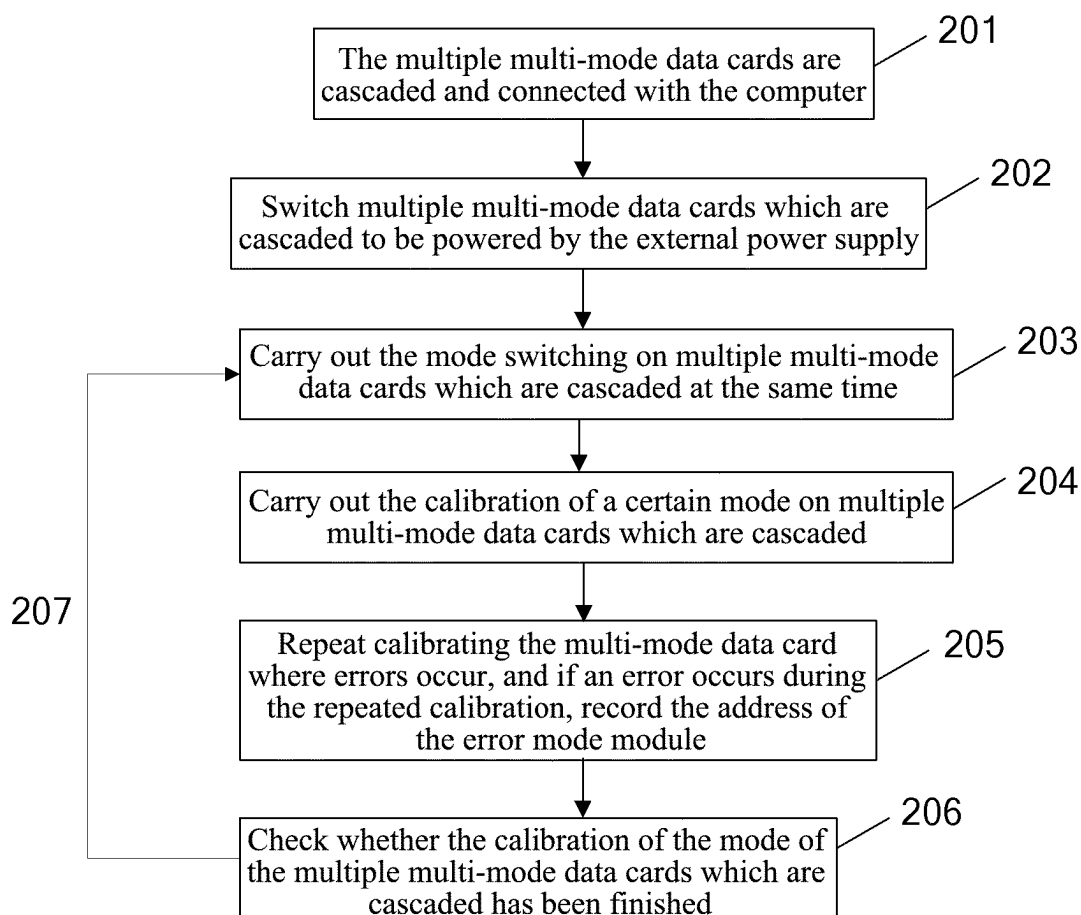 201
The multiple multi-mode data cards are
cascaded and connected with the computer
202
Switch multiple multi-mode data cards which are
cascaded to be powered by the external power supply
203
Carry out the mode switching on multiple multi-mode
data cards which are cascaded at the same time
204
Carry out the calibration of a certain mode on multiple
multi-mode data cards which are cascaded
207
205
Repeat calibrating the multi-mode data card
where errors occur, and if an error occurs during
the repeated calibration, record the address of
the error mode module
206
Check whether the calibration of the mode of
the multiple multi-mode data cards which are
cascaded has been finished